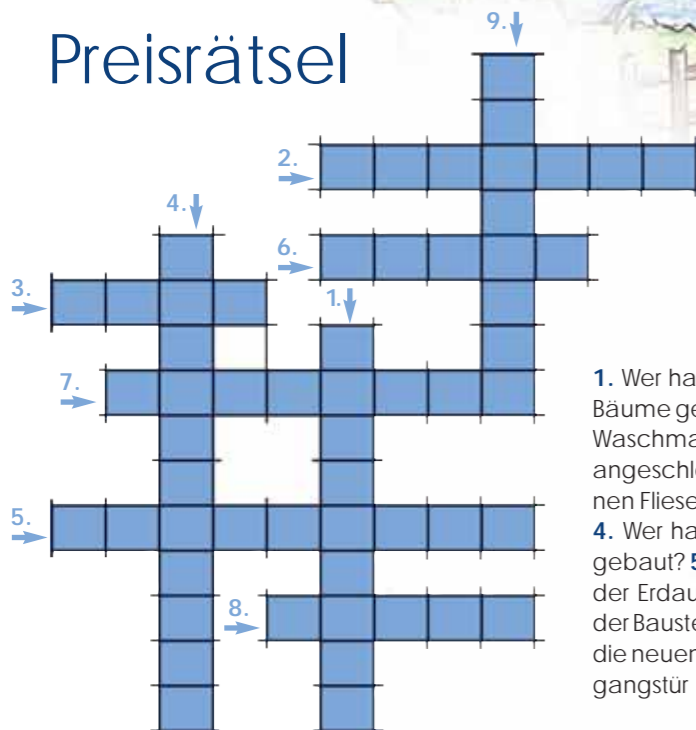 Preisrätsel
9.
2.
4.
6.
3.
1.
7.
5.
8.
1. Wer ha
Bäume ge
Waschma
angeschl
nen Fliese
4. Wer ha
gebaut? 5
der Erdau
der Bauste
die neuen
gangstür